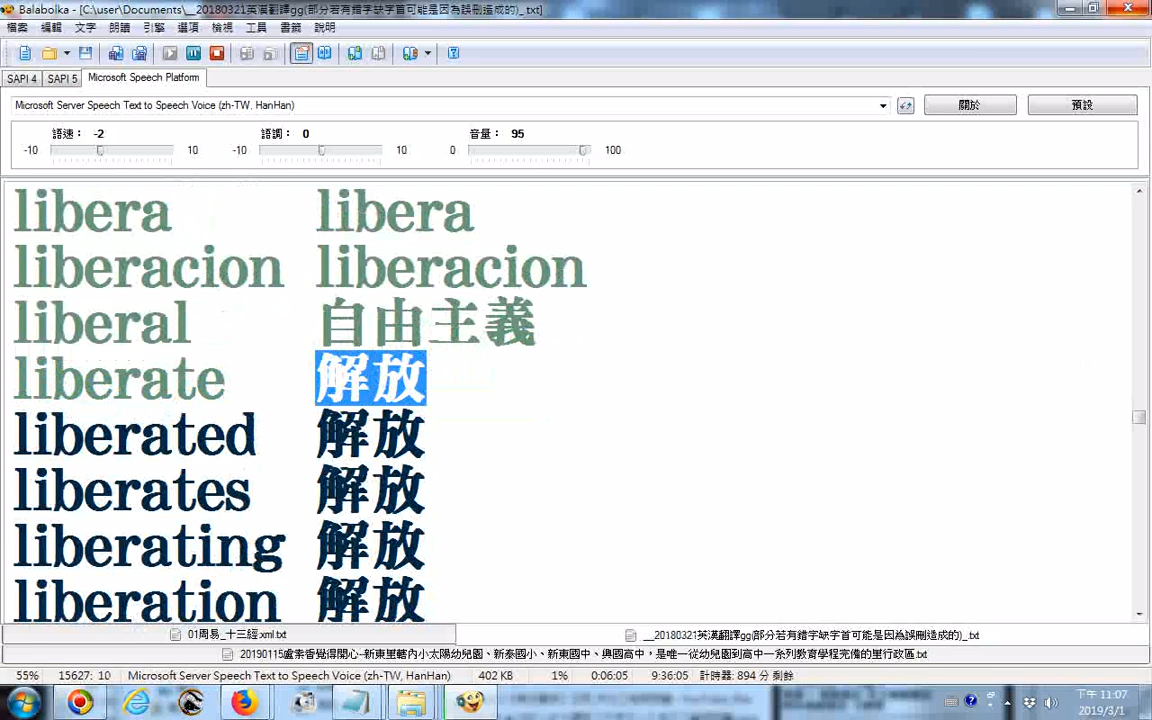 Balabolka - [C:\user\Documents\__20180321英漢翻譯gg(部分若有錯字缺字首可能是因為誤刪造成的)_.txt]
檔案 編輯 文字 朗讀 引擎 選項 檢視 工具 書籤 說明
SAPI 4 SAPI 5 Microsoft Speech Platform
Microsoft Server Speech Text to Speech Voice (zh-TW, HanHan) 關於 預設
語速： -2 語調： 0 音量： 95
-10 10 -10 10 0 100
libera libera
liberacion liberacion
liberal 自由主義
liberate 解放
liberated 解放
liberates 解放
liberating 解放
liberation 解放
01周易_十三經.xml.txt __20180321英漢翻譯gg(部分若有錯字缺字首可能是因為誤刪造成的)_.txt
20190115盧素香覺得開心-新東里轄內小太陽幼兒園、新泰國小、新東國中、興國高中，是唯一從幼兒園到高中一系列教育學程完備的里行政區.txt
55% 15627: 10 Microsoft Server Speech Text to Speech Voice (zh-TW, HanHan) 402 KB 1% 0:06:05 9:36:05 計時器: 894 分 剩餘
下午 11:07
2019/3/1